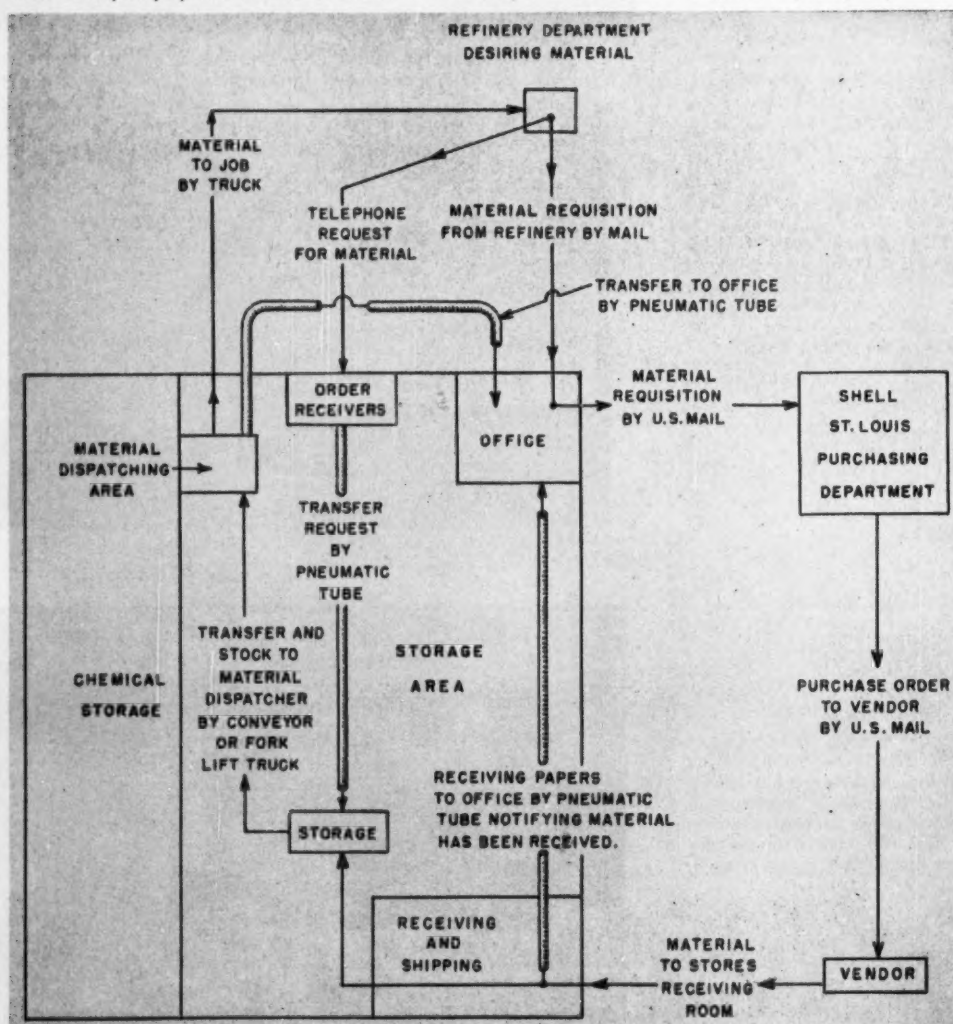 REFINERY DEPARTMENT
DESIRING MATERIAL
MATERIAL
TO JOB
BY TRUCK
TELEPHONE
REQUEST
FOR MATERIAL
MATERIAL REQUISITION
FROM REFINERY BY MAIL
TRANSFER TO OFFICE
BY PNEUMATIC TUBE
ORDER
RECEIVERS
OFFICE
MATERIAL
REQUISITION
BY U.S. MAIL
SHELL
ST. LOUIS
PURCHASING
DEPARTMENT
MATERIAL
DISPATCHING
AREA
TRANSFER
REQUEST
BY
PNEUMATIC
TUBE
CHEMICAL
STORAGE
TRANSFER AND
STOCK TO
MATERIAL
DISPATCHER
BY CONVEYOR
OR FORK
LIFT TRUCK
STORAGE
AREA
PURCHASE ORDER
TO VENDOR
BY U.S. MAIL
RECEIVING PAPERS
TO OFFICE BY PNEUMATIC
TUBE NOTIFYING MATERIAL
HAS BEEN RECEIVED.
STORAGE
RECEIVING
AND
SHIPPING
MATERIAL
TO STORES
RECEIVING
ROOM
VENDOR